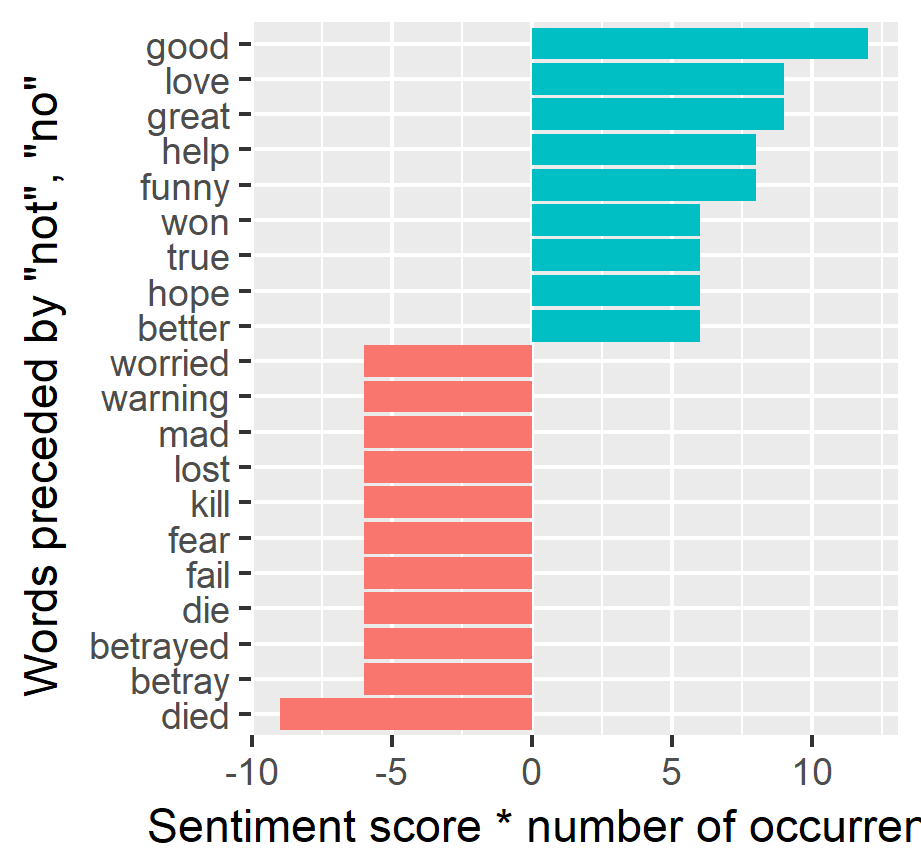 Words preceded by "not", "no"
good
love
great
help
funny
won
true
hope
better
worried
warning
mad
lost
kill
fear
fail
die
betrayed
betray
died
-10 -5 0 5 10
Sentiment score * number of occurren